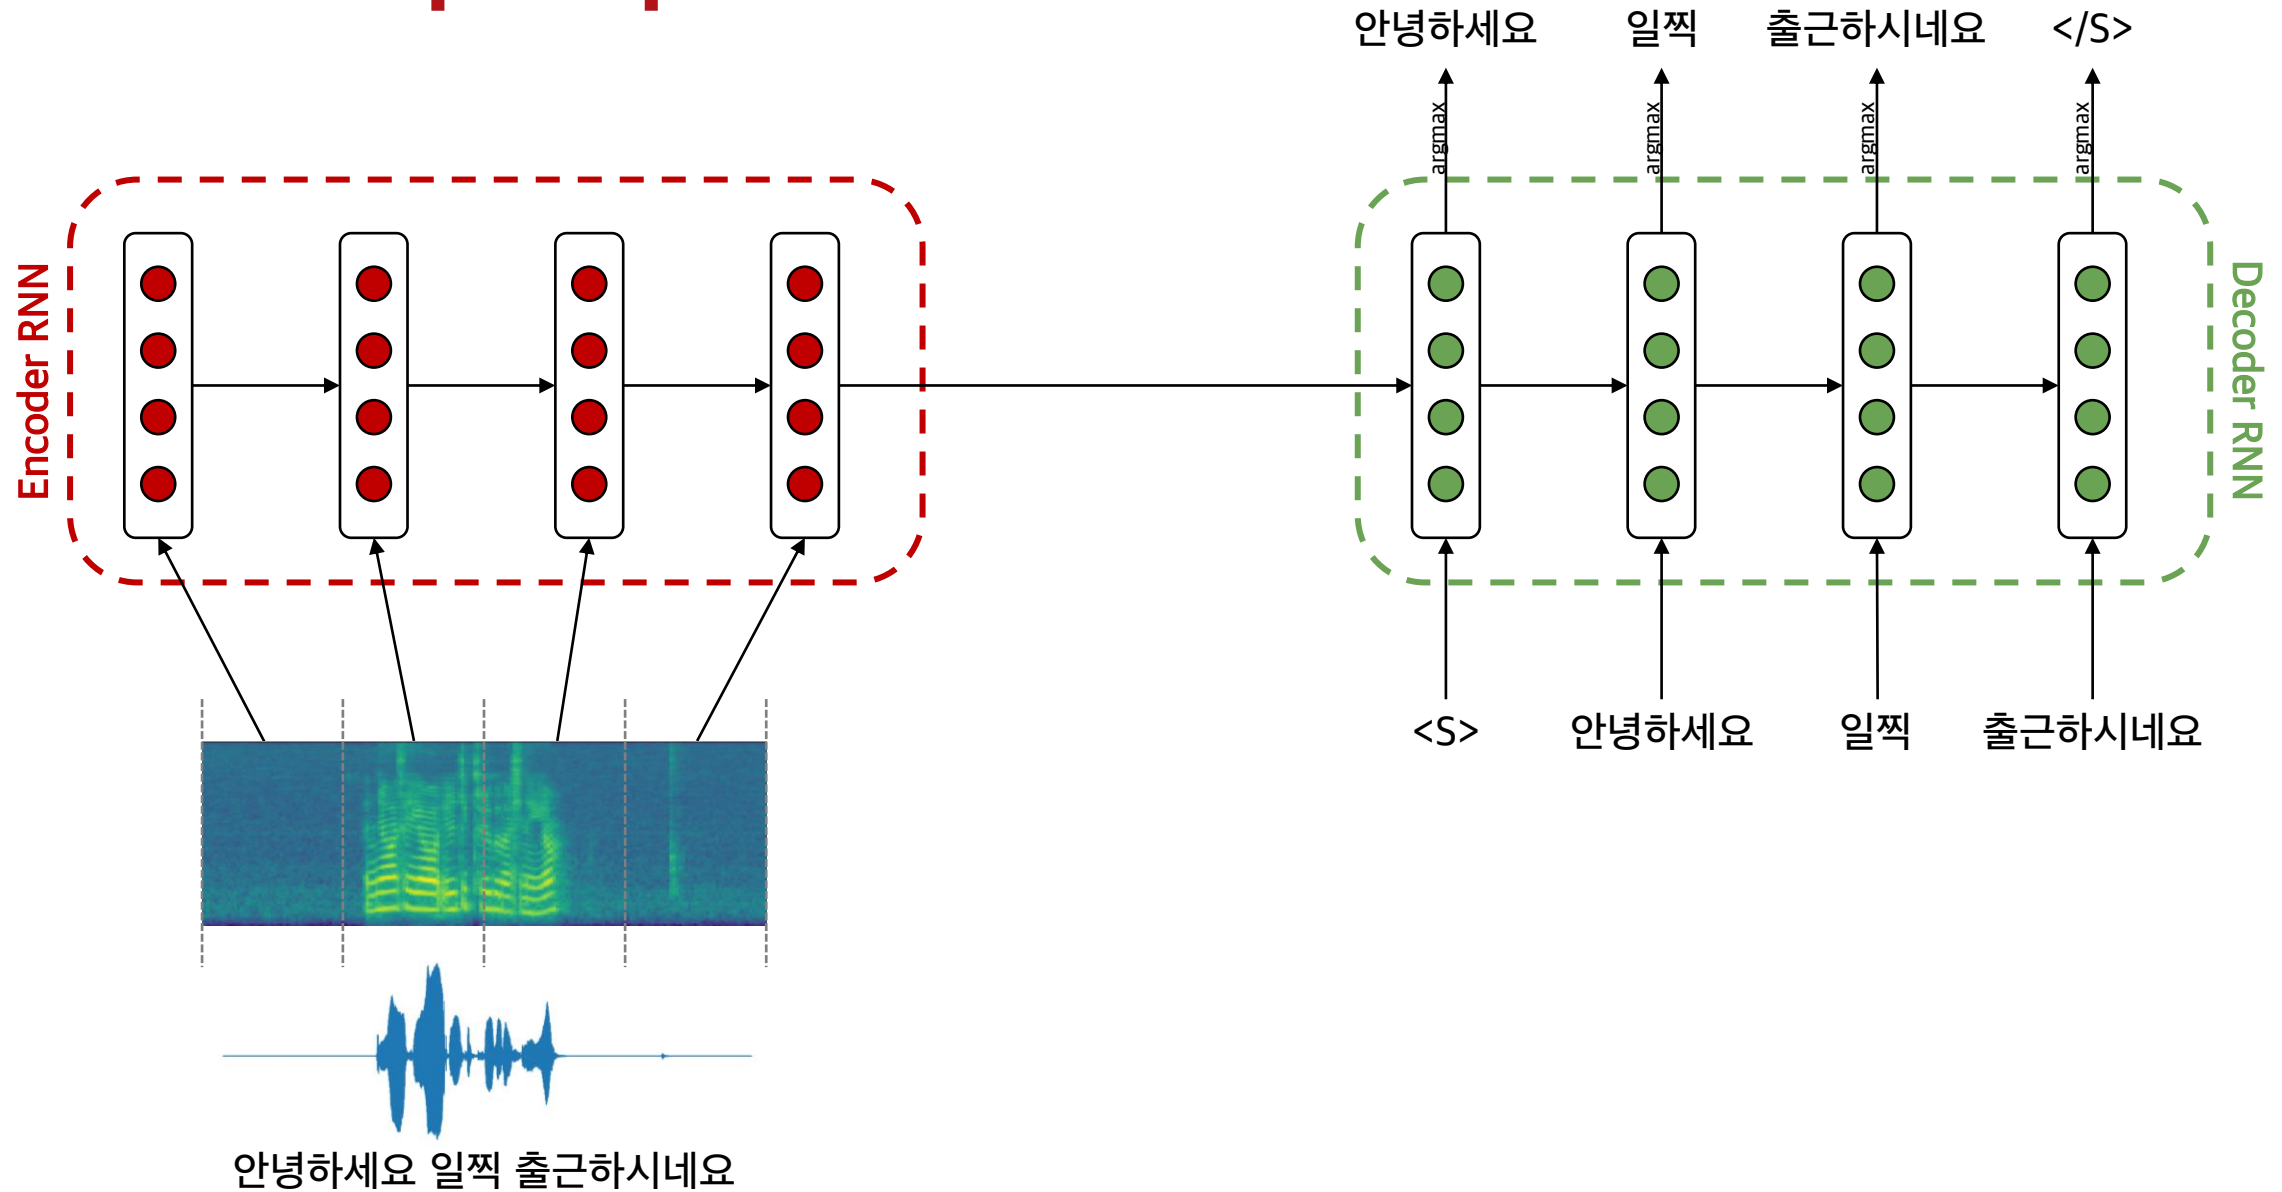 안녕하세요 일찍 출근하시네요 </S>
argmax argmax argmax argmax
Encoder RNN
Decoder RNN
<S> 안녕하세요 일찍 출근하시네요
안녕하세요 일찍 출근하시네요